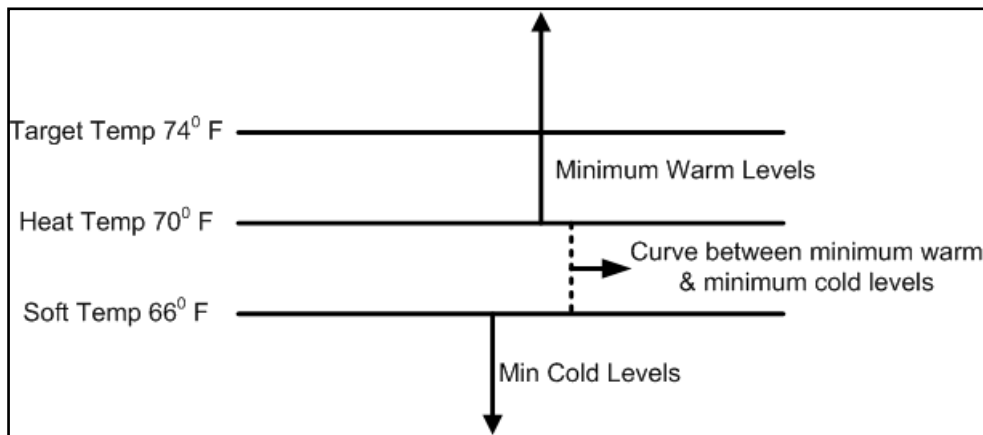 Target Temp 74⁰ F
Minimum Warm Levels
Heat Temp 70⁰ F
Curve between minimum warm
& minimum cold levels
Soft Temp 66⁰ F
Min Cold Levels